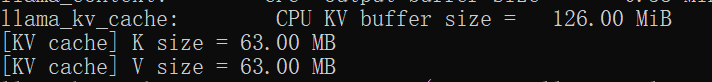 llama_kv_cache:        CPU KV buffer size =   126.00 MiB
[KV cache] K size = 63.00 MB
[KV cache] V size = 63.00 MB